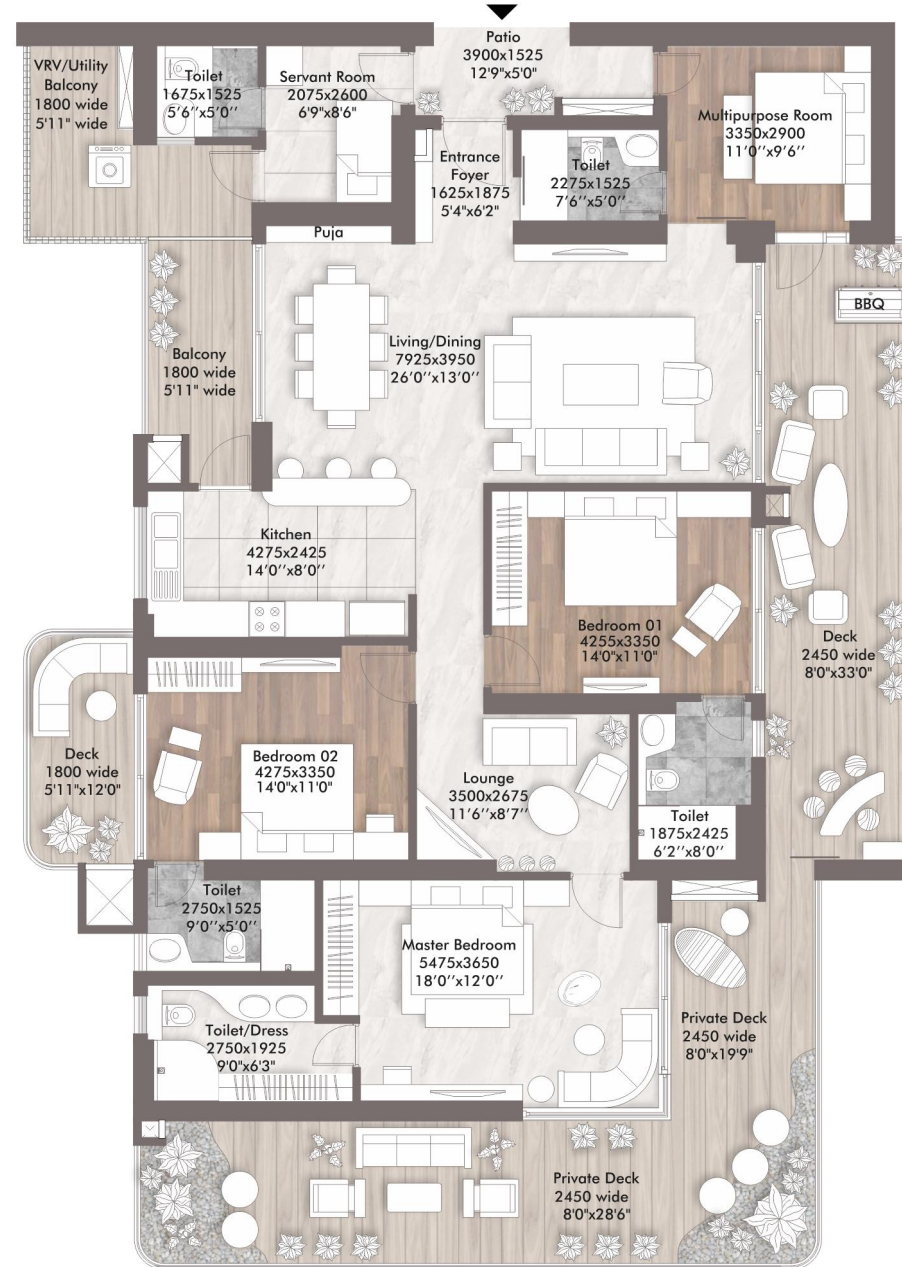 Patio
3900x1525
12'9"x5'0"
VRV/Utility
Balcony
1800 wide
5'11" wide
Toilet
1675x1525
5'6''x5'0''
Servant Room
2075x2600
6'9"x8'6"
Multipurpose Room
3350x2900
11'0''x9'6''
Entrance
Foyer
1625x1875
5'4"x6'2"
Toilet
2275x1525
7'6''x5'0''
Puja
BBQ
Balcony
1800 wide
5'11" wide
Living/Dining
7925x3950
26'0''x13'0''
Kitchen
4275x2425
14'0''x8'0''
Bedroom 01
4255x3350
14'0"x11'0"
Deck
2450 wide
8'0"x33'0"
Deck
1800 wide
5'11"x12'0"
Bedroom 02
4275x3350
14'0"x11'0"
Lounge
3500x2675
11'6''x8'7''
Toilet
1875x2425
6'2''x8'0''
Toilet
2750x1525
9'0''x5'0''
Master Bedroom
5475x3650
18'0''x12'0''
Toilet/Dress
2750x1925
9'0"x6'3"
Private Deck
2450 wide
8'0"x19'9"
Private Deck
2450 wide
8'0"x28'6"